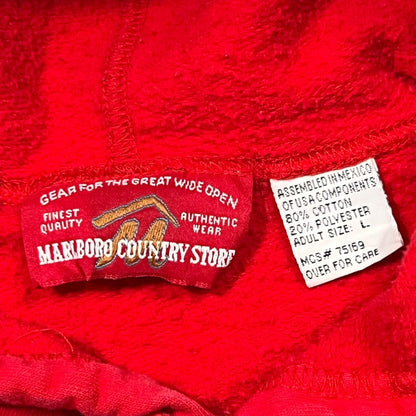 GEAR FOR THE GREAT WIDE OPEN
FINEST QUALITY
AUTHENTIC WEAR
MARLBORO COUNTRY STORE
ASSEMBLED IN MEXICO
OF USA COMPONENTS
80% COTTON
20% POLYESTER
ADULT SIZE: L
MCS# 75159
OVER FOR CARE